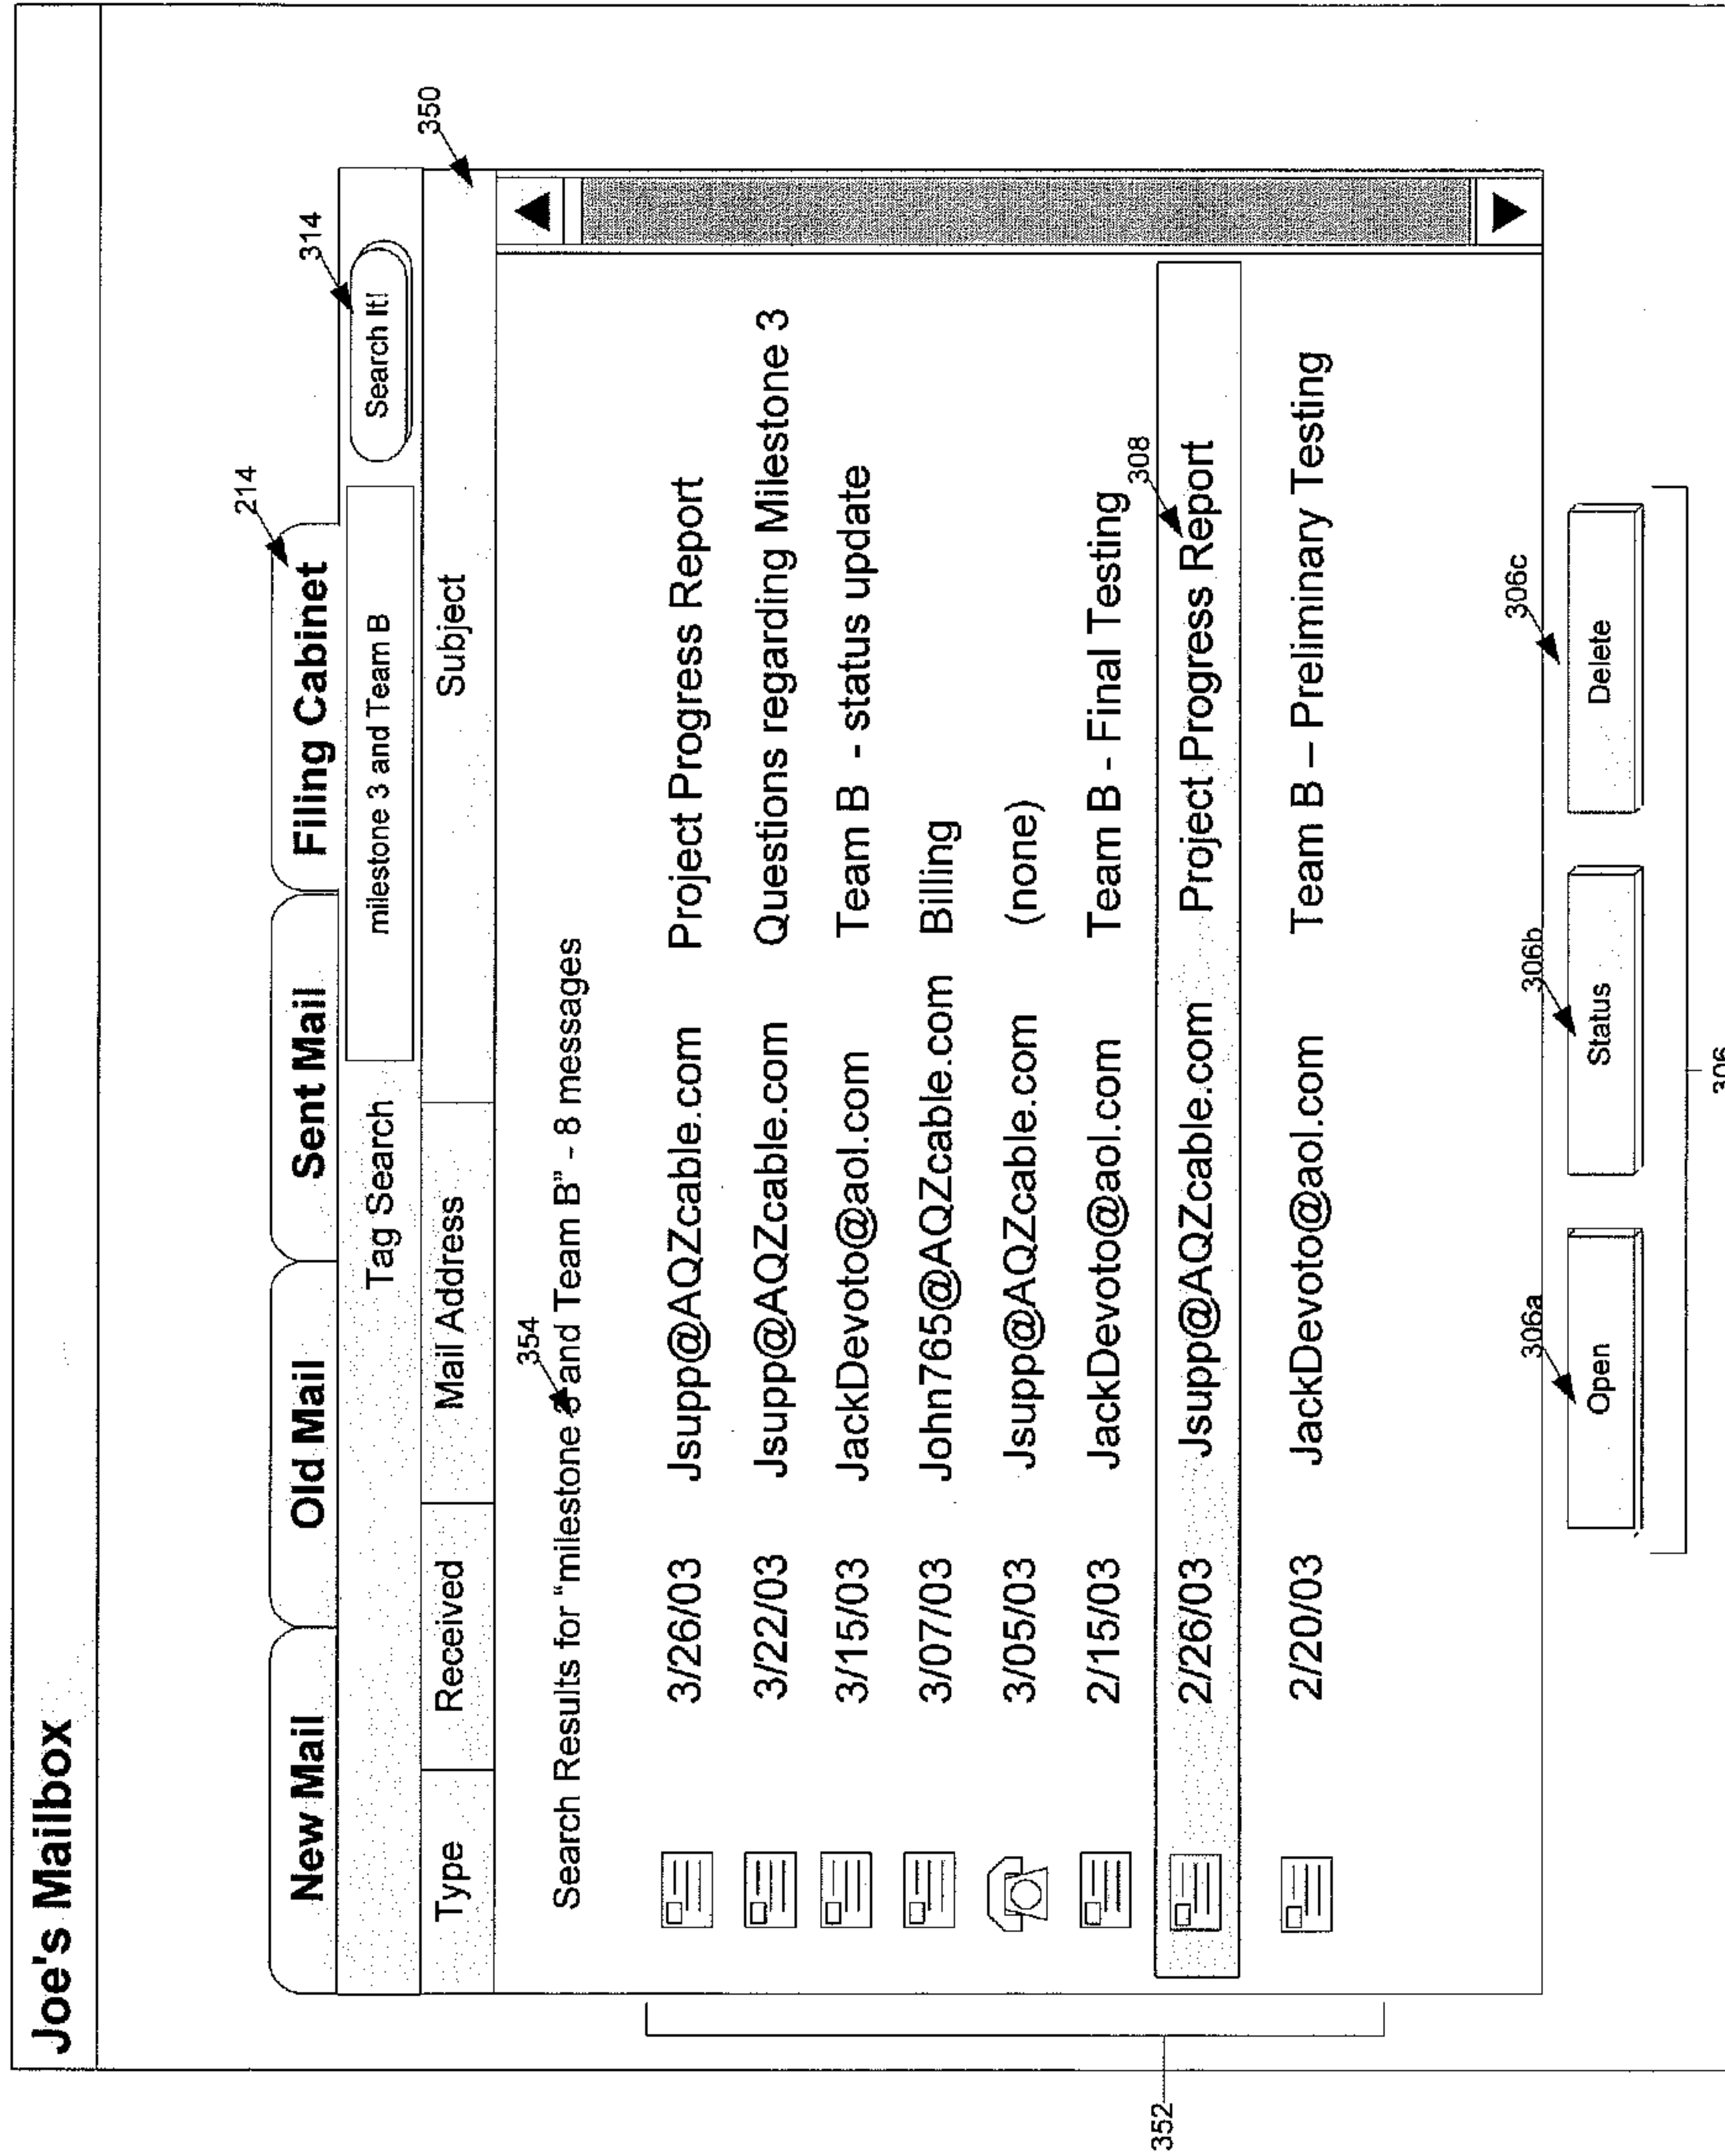 Joe's Mailbox
214
314
New Mail Old Mail Sent Mail Filing Cabinet
Tag Search milestone 3 and Team B Search It!
350
Type Received Mail Address Subject
354
Search Results for "milestone 3 and Team B" - 8 messages
3/26/03 Jsupp@AQZcable.com Project Progress Report
3/22/03 Jsupp@AQZcable.com Questions regarding Milestone 3
3/15/03 JackDevoto@aol.com Team B - status update
3/07/03 John765@AQZcable.com Billing
3/05/03 Jsupp@AQZcable.com (none)
2/15/03 JackDevoto@aol.com Team B - Final Testing
308
2/26/03 Jsupp@AQZcable.com Project Progress Report
352
2/20/03 JackDevoto@aol.com Team B – Preliminary Testing
306a 306b 306c
Open Status Delete
306